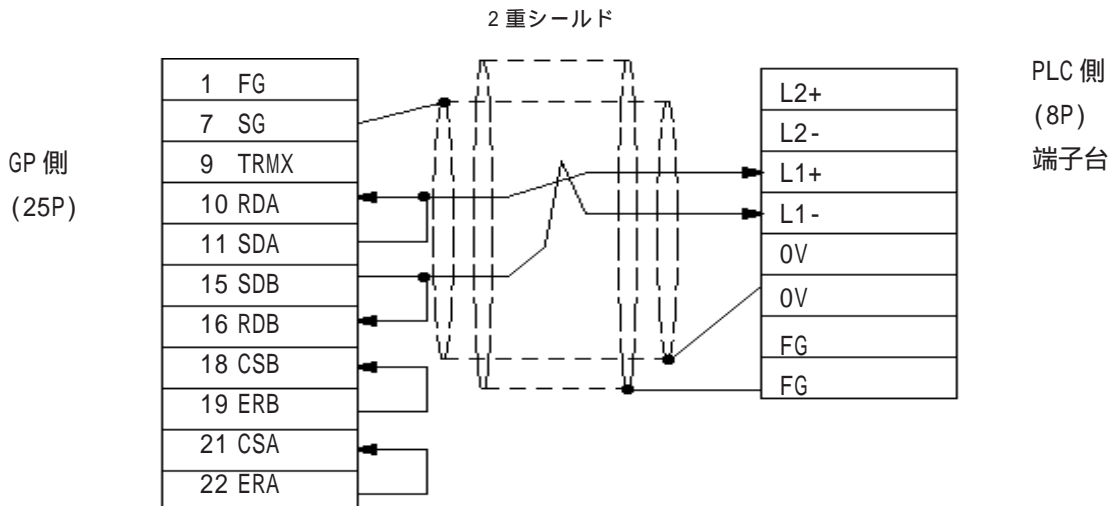 2重シールド
GP側
(25P)
1 FG
7 SG
9 TRMX
10 RDA
11 SDA
15 SDB
16 RDB
18 CSB
19 ERB
21 CSA
22 ERA
L2+
L2-
L1+
L1-
0V
0V
FG
FG
PLC側
(8P)
端子台